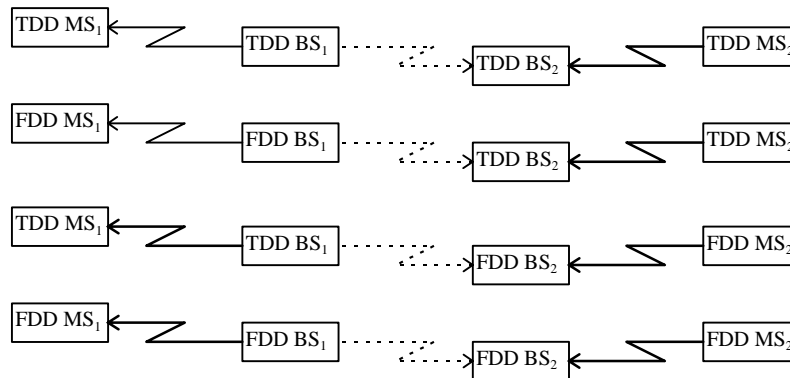 TDD MS₁ TDD BS₁ TDD BS₂ TDD MS₂
FDD MS₁ FDD BS₁ TDD BS₂ TDD MS₂
TDD MS₁ TDD BS₁ FDD BS₂ FDD MS₂
FDD MS₁ FDD BS₁ FDD BS₂ FDD MS₂